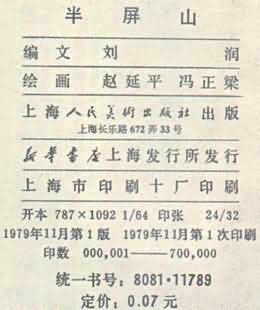 半屏山
编文 刘润
绘画 赵延平 冯正梁
上海人民美术出版社出版
上海长乐路672弄33号
新华书店上海发行所发行
上海市印刷十厂印刷
开本 787×1092 1/64 印张 24/32
1979年11月第1版 1979年11月第1次印刷
印数 000,001——700,000
统一书号：8081·11789
定价：0.07元